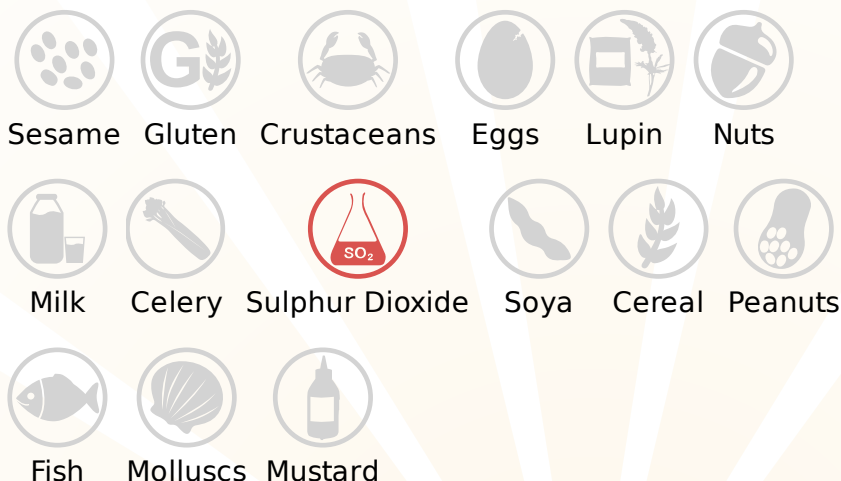 G
Sesame Gluten Crustaceans Eggs Lupin Nuts
SO₂
Milk Celery Sulphur Dioxide Soya Cereal Peanuts
Fish Molluscs Mustard